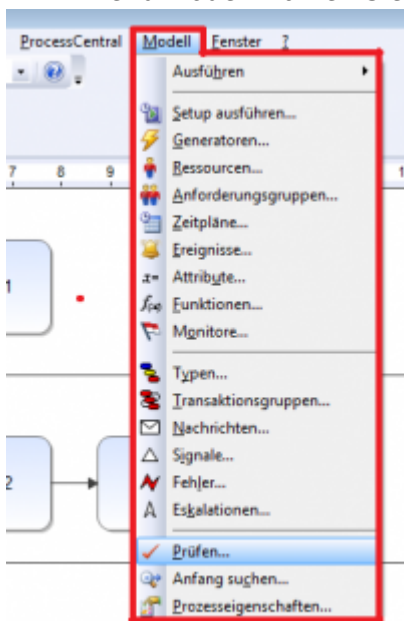 ProcessCentral Modell Fenster ?
Ausführen
Setup ausführen...
Generatoren...
7 8 9
Ressourcen...
Anforderungsgruppen...
Zeitpläne...
Ereignisse...
1
x= Attribute...
f(x) Funktionen...
Monitore...
Typen...
Transaktionsgruppen...
Nachrichten...
Signale...
2
Fehler...
A Eskalationen...
Prüfen...
Anfang suchen...
Prozesseigenschaften...